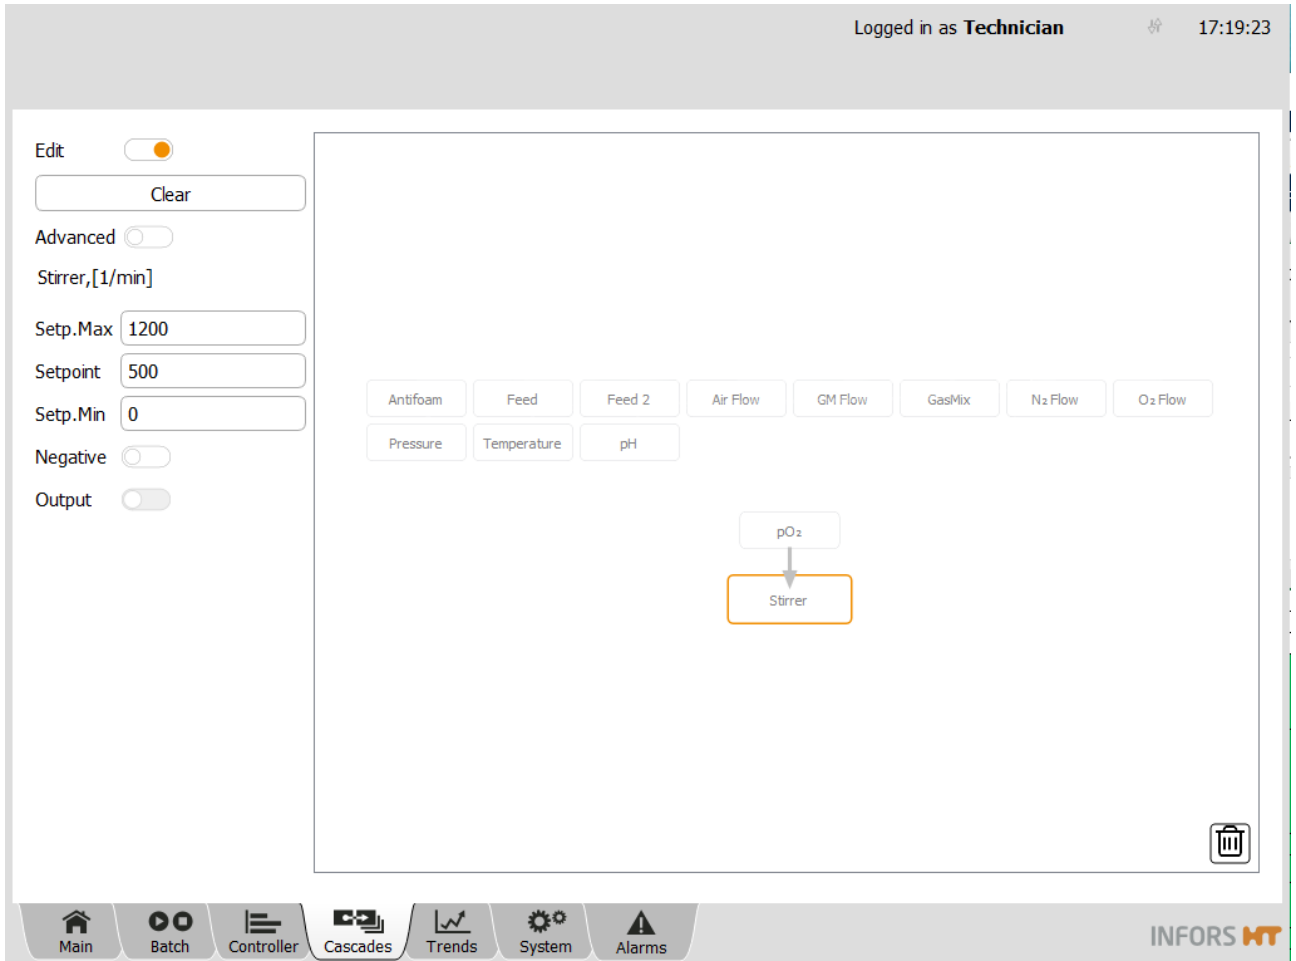 Logged in as Technician 17:19:23
Edit
Clear
Advanced
Stirrer,[1/min]
Setp.Max 1200
Setpoint 500
Setp.Min 0
Negative
Output
Antifoam Feed Feed 2 Air Flow GM Flow GasMix N₂ Flow O₂ Flow
Pressure Temperature pH
pO₂
Stirrer
Main Batch Controller Cascades Trends System Alarms
INFORS HT